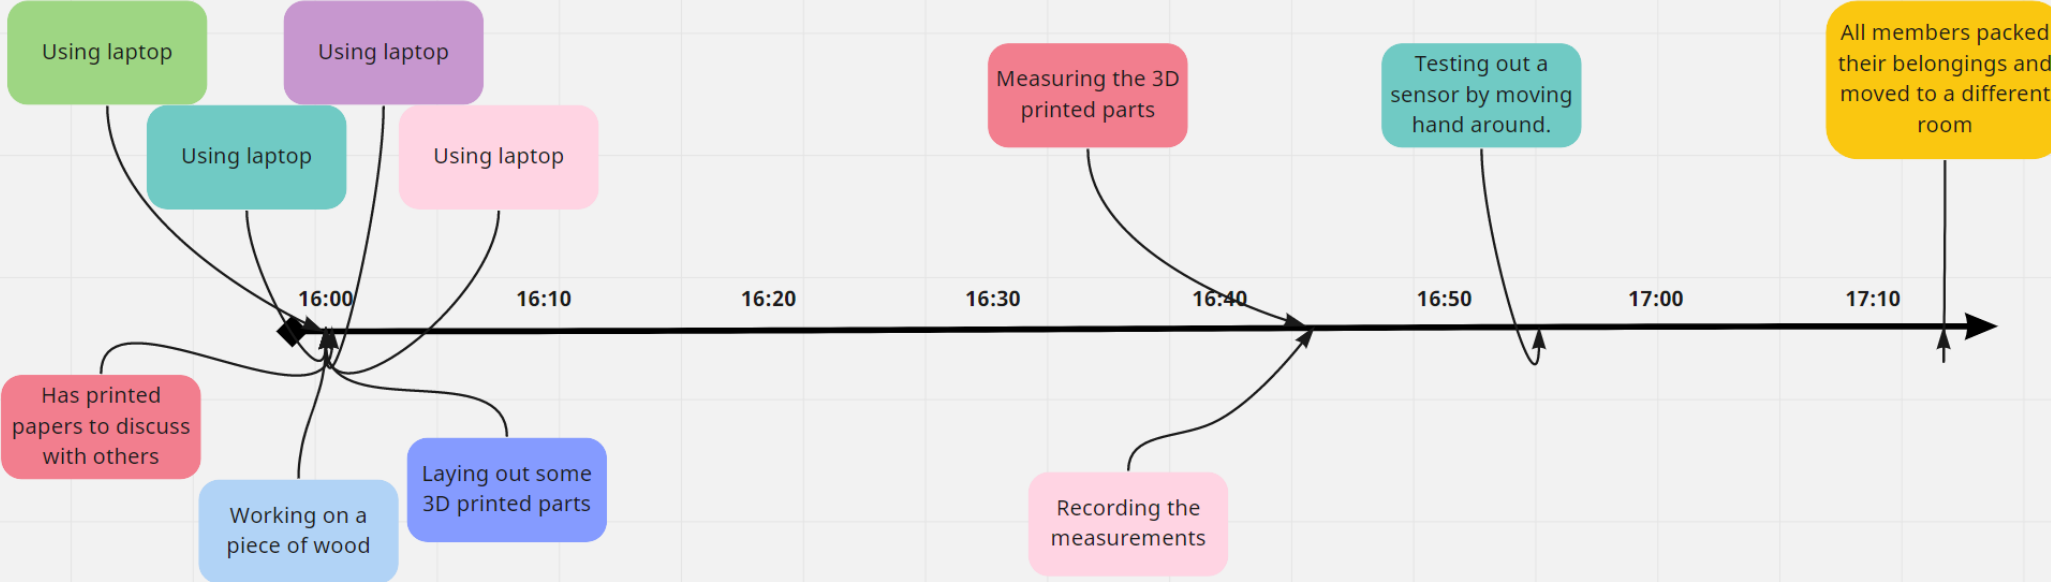 Using laptop
Using laptop
Using laptop
Using laptop
Measuring the 3D
printed parts
Testing out a
sensor by moving
hand around.
All members packed
their belongings and
moved to a different
room
16:00
16:10
16:20
16:30
16:40
16:50
17:00
17:10
Has printed
papers to discuss
with others
Working on a
piece of wood
Laying out some
3D printed parts
Recording the
measurements